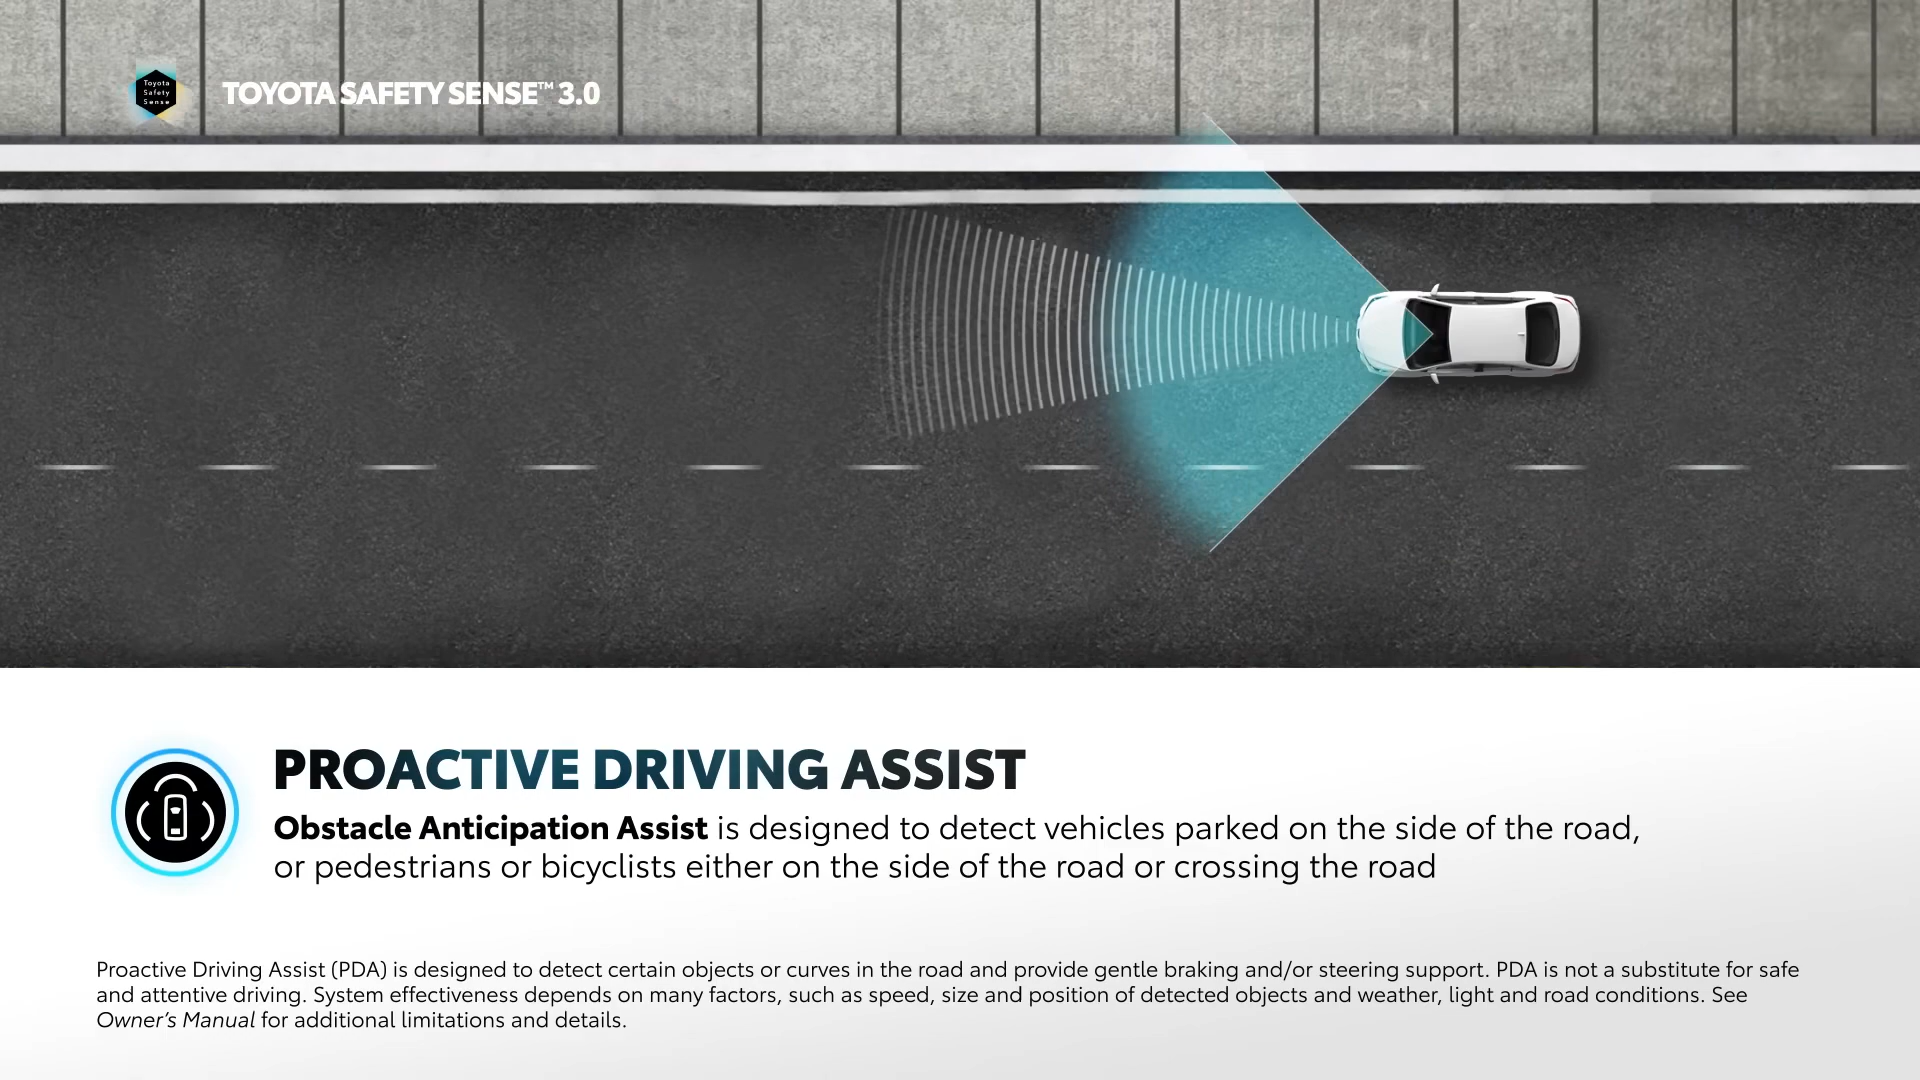 Toyota
Safety
Sense
TOYOTA SAFETY SENSE™ 3.0
PROACTIVE DRIVING ASSIST
Obstacle Anticipation Assist is designed to detect vehicles parked on the side of the road,
or pedestrians or bicyclists either on the side of the road or crossing the road
Proactive Driving Assist (PDA) is designed to detect certain objects or curves in the road and provide gentle braking and/or steering support. PDA is not a substitute for safe
and attentive driving. System effectiveness depends on many factors, such as speed, size and position of detected objects and weather, light and road conditions. See
Owner’s Manual for additional limitations and details.